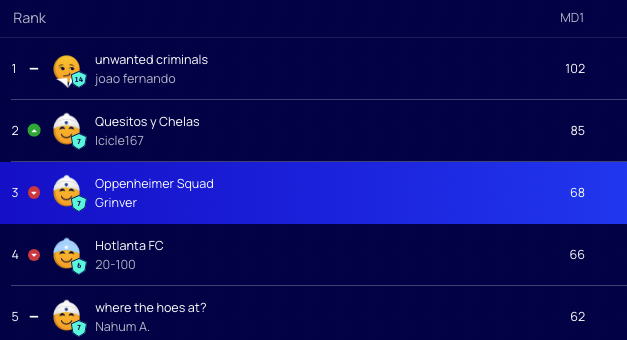 Rank MD1
1 unwanted criminals 102
14 joao fernando
2 Quesitos y Chelas 85
7 Icicle167
3 Oppenheimer Squad 68
7 Grinver
4 Hotlanta FC 66
6 20-100
5 where the hoes at? 62
7 Nahum A.